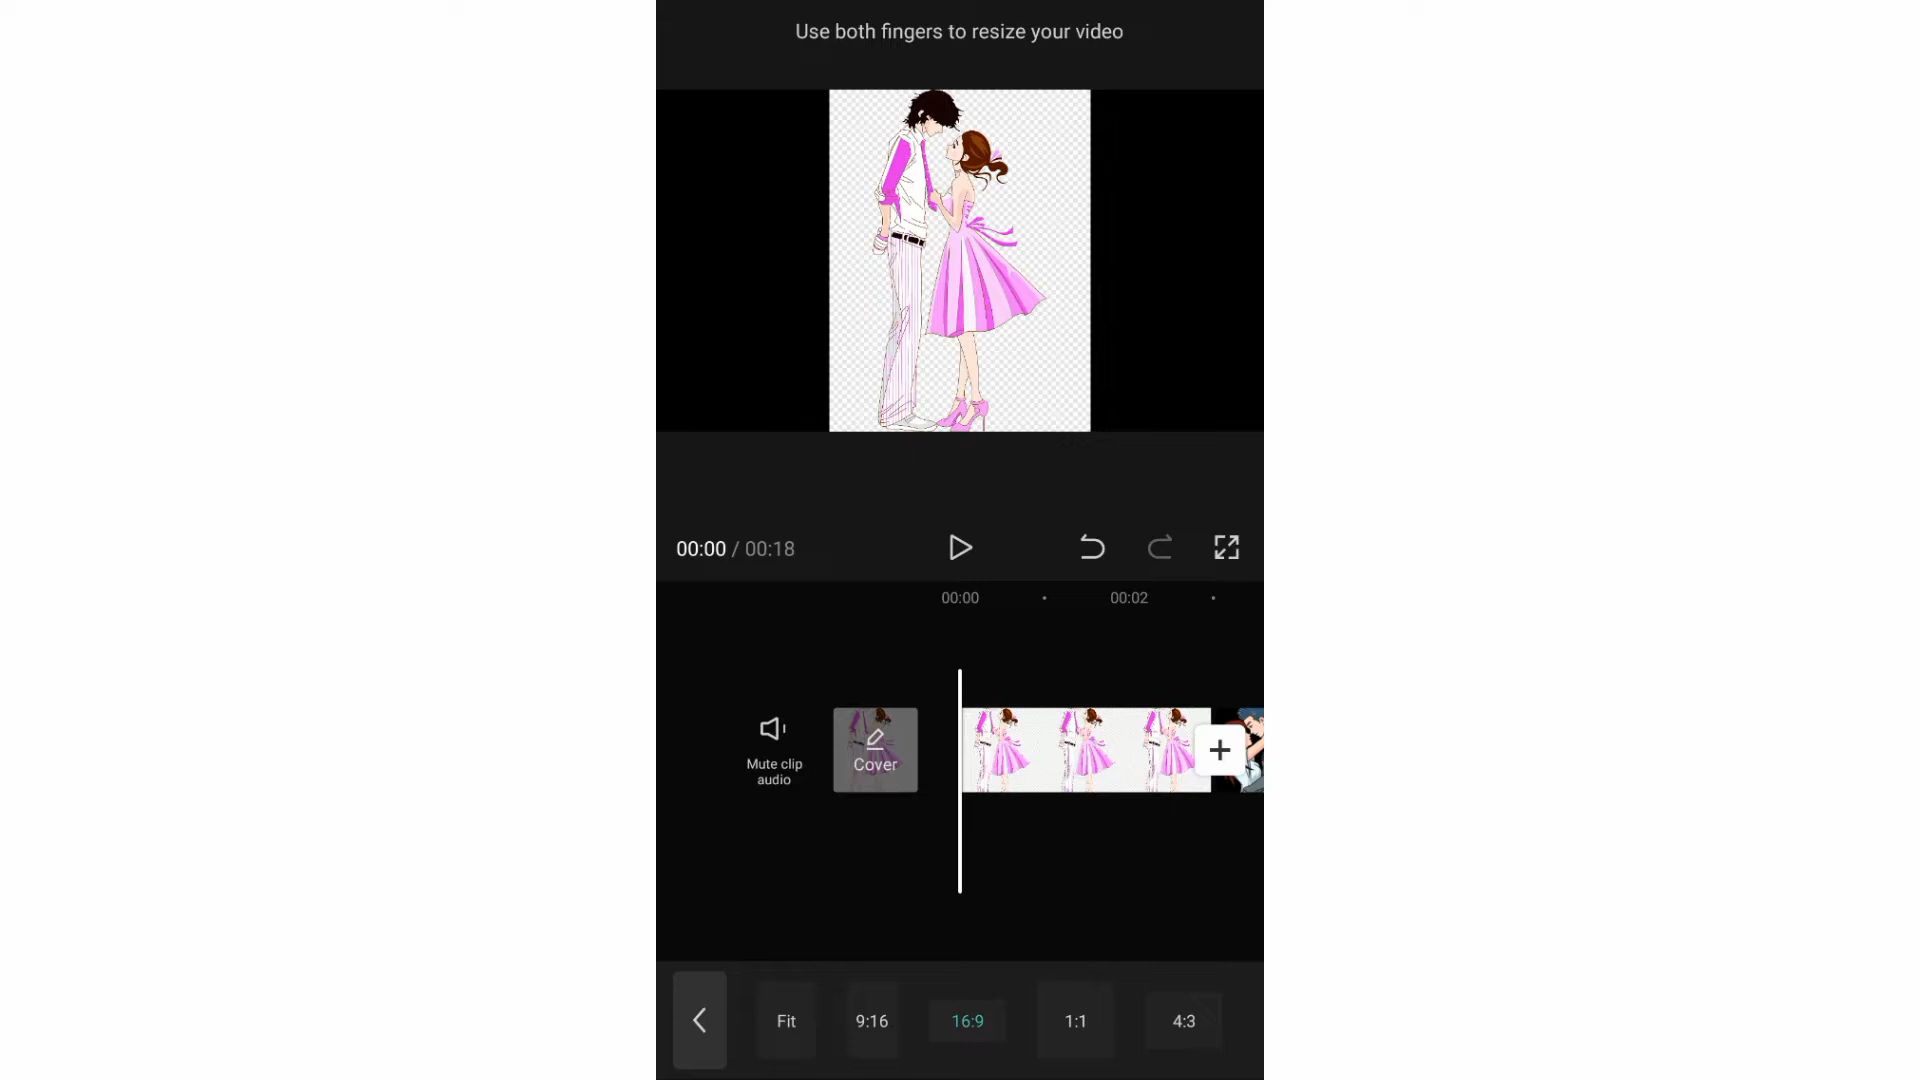 Use both fingers to resize your video
00:00 / 00:18
00:00
00:02
Mute clip
audio
Cover
Fit
9:16
16:9
1:1
4:3